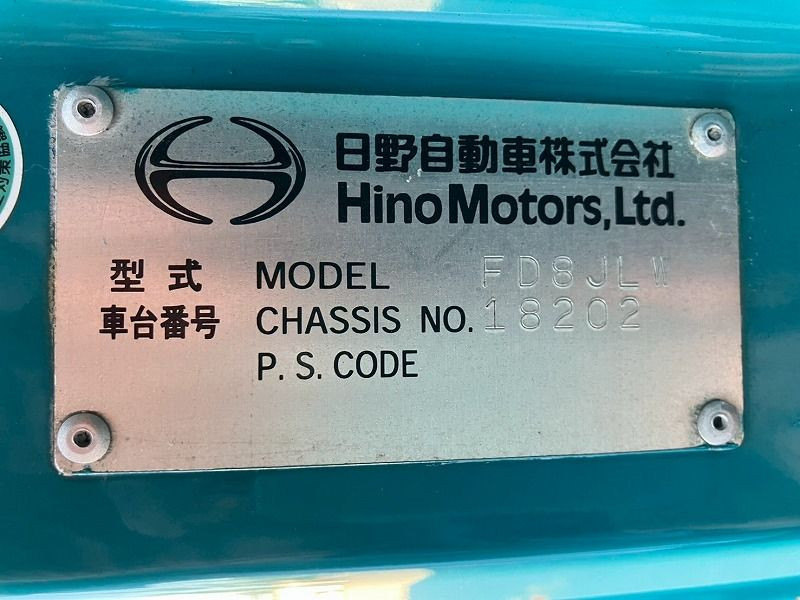 日野自動車株式会社
Hino Motors, Ltd.
型式 MODEL FD8JLW
車台番号 CHASSIS NO. 18202
P. S. CODE